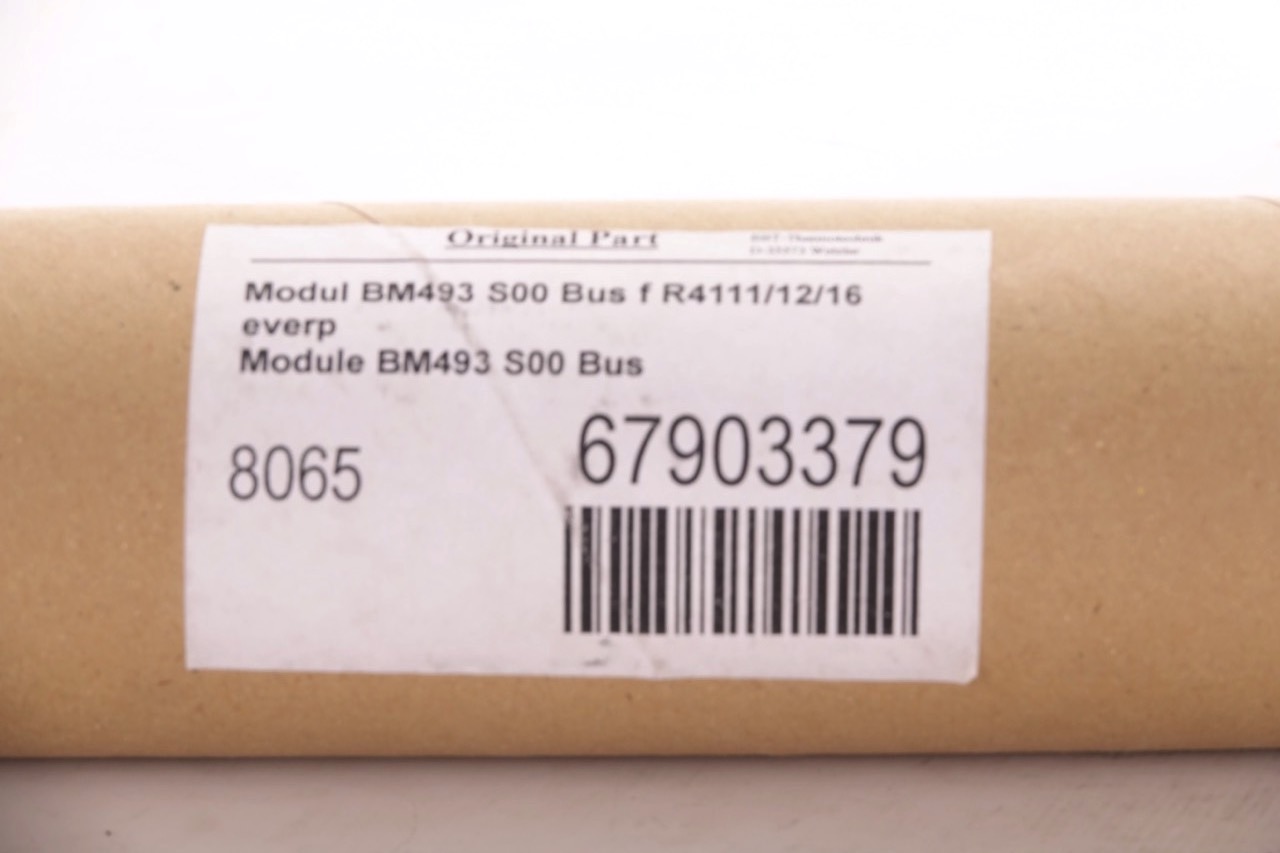 Original Part
Modul BM493 S00 Bus f R4111/12/16
everp
Module BM493 S00 Bus
8065
67903379